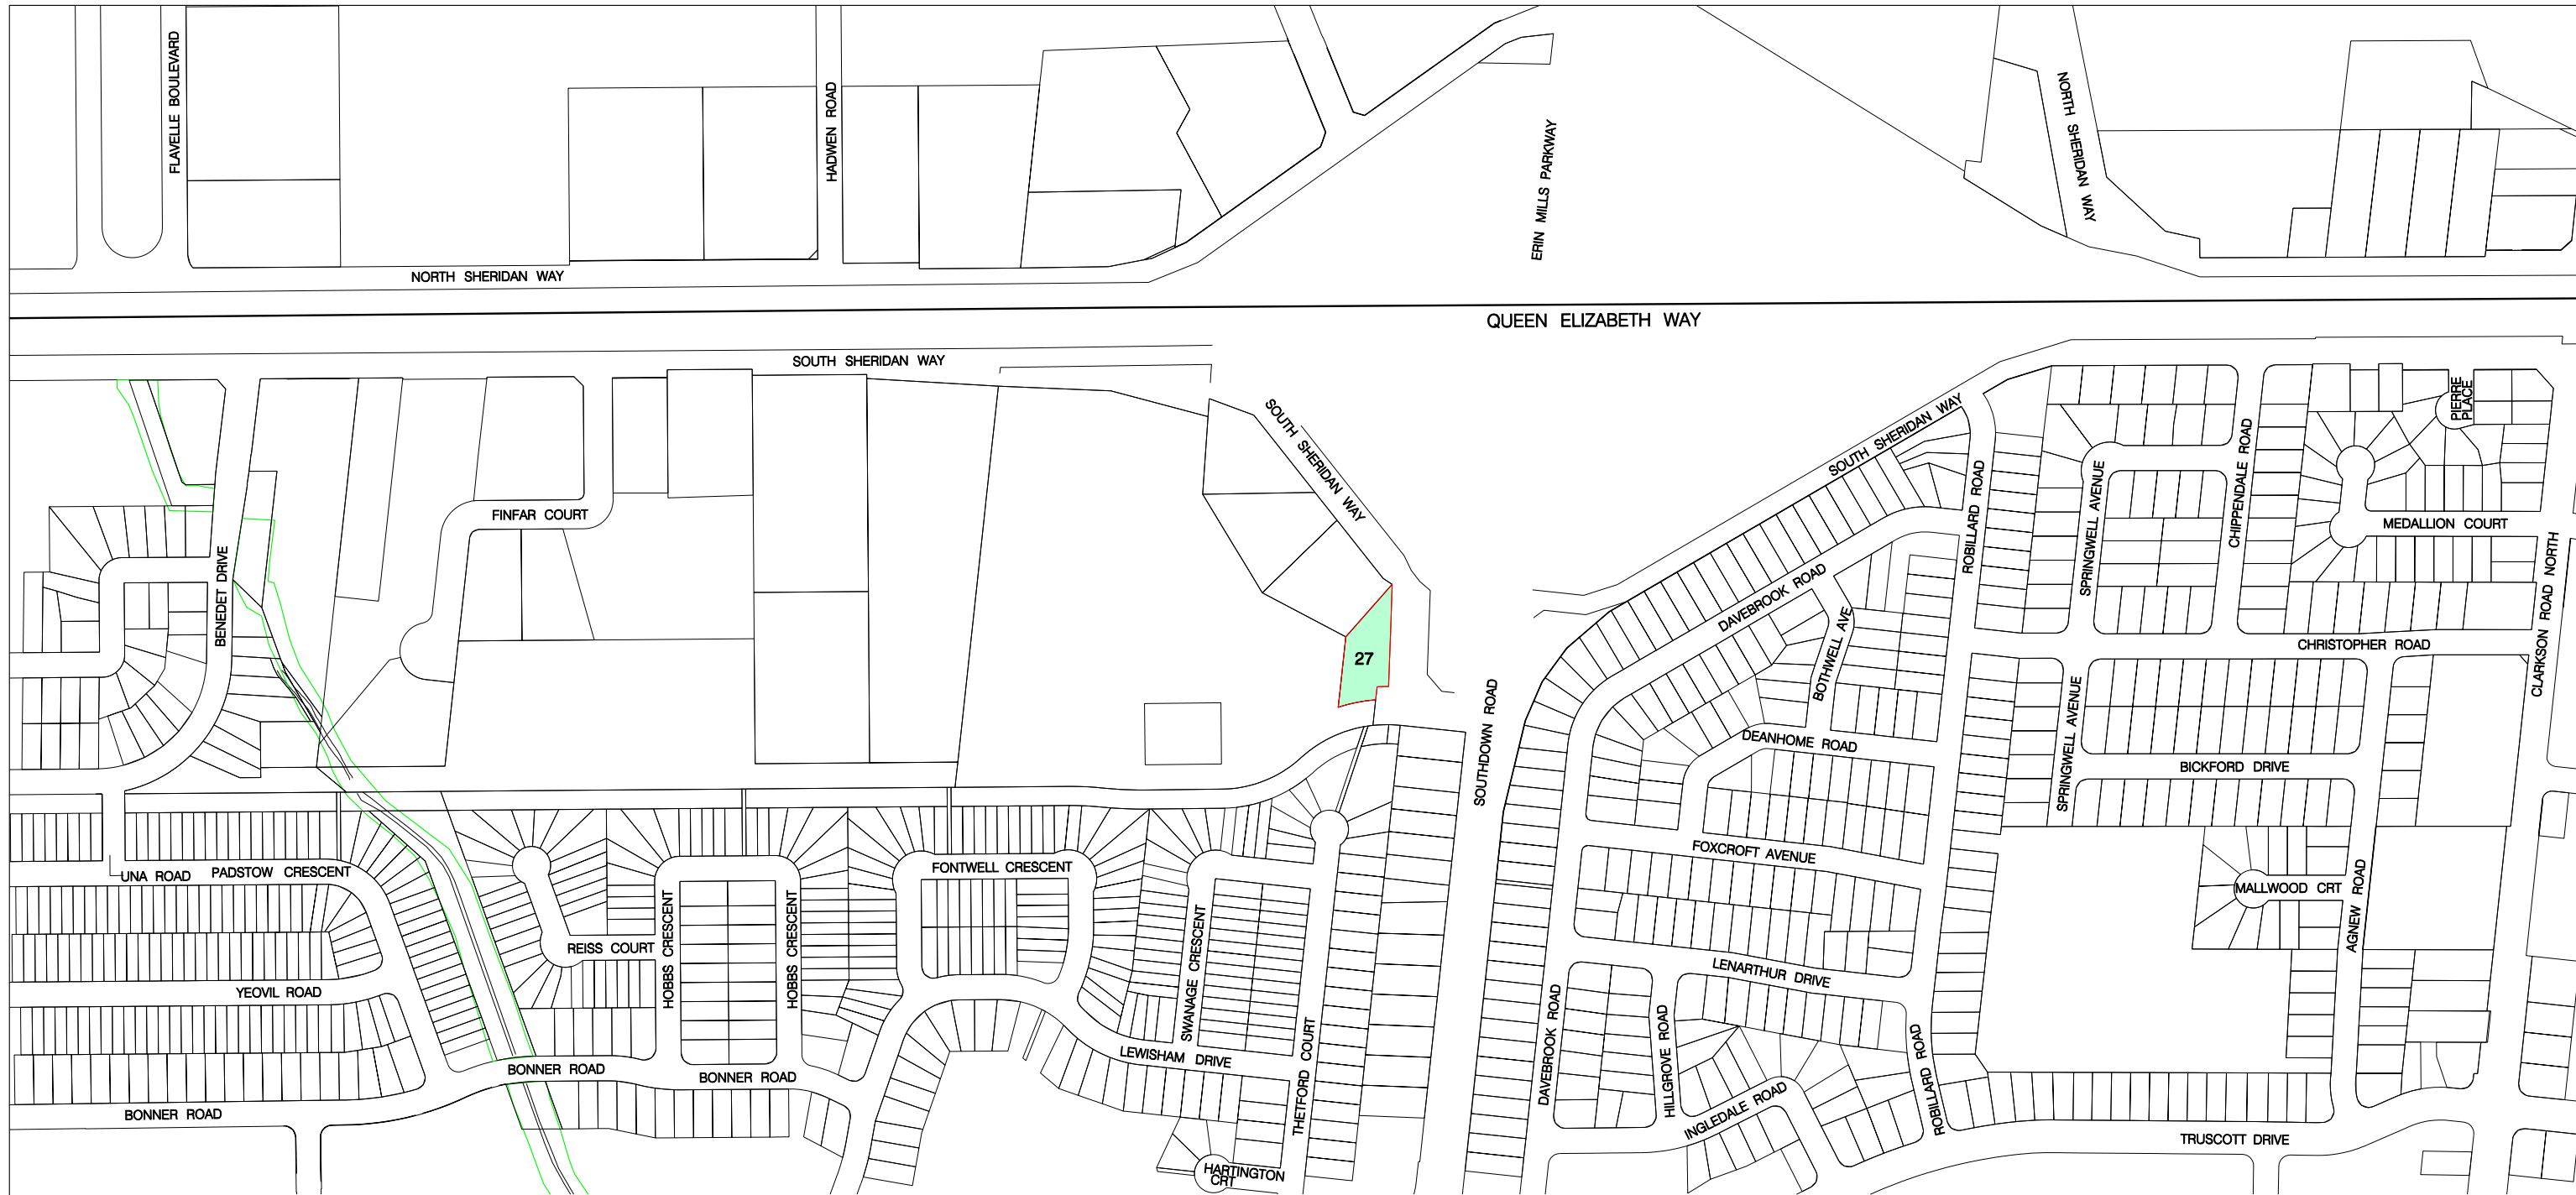 FLAVELLE BOULEVARD
HADWEN ROAD
ERIN MILLS PARKWAY
NORTH SHERIDAN WAY
NORTH SHERIDAN WAY
QUEEN ELIZABETH WAY
SOUTH SHERIDAN WAY
SOUTH SHERIDAN WAY
SOUTH SHERIDAN WAY
PIERRE
PLACE
CHIPPENDALE ROAD
ROBILLARD ROAD
SPRINGWELL AVENUE
MEDALLION COURT
FINFAR COURT
BENEDET DRIVE
DAVEBROOK ROAD
BOTHWELL AVE
CHRISTOPHER ROAD
CLARKSON ROAD NORTH
27
SOUTHDOWN ROAD
SPRINGWELL AVENUE
DEANHOME ROAD
BICKFORD DRIVE
UNA ROAD
PADSTOW CRESCENT
FONTWELL CRESCENT
FOXCROFT AVENUE
MALLWOOD CRT
AGNEW ROAD
REISS COURT
HOBBS CRESCENT
HOBBS CRESCENT
SWANAGE CRESCENT
LENARTHUR DRIVE
YEOVIL ROAD
LEWISHAM DRIVE
THETFORD COURT
DAVEBROOK ROAD
HILLGROVE ROAD
ROBILLARD ROAD
BONNER ROAD
BONNER ROAD
BONNER ROAD
INGLEDALE ROAD
TRUSCOTT DRIVE
HARTINGTON
CRT